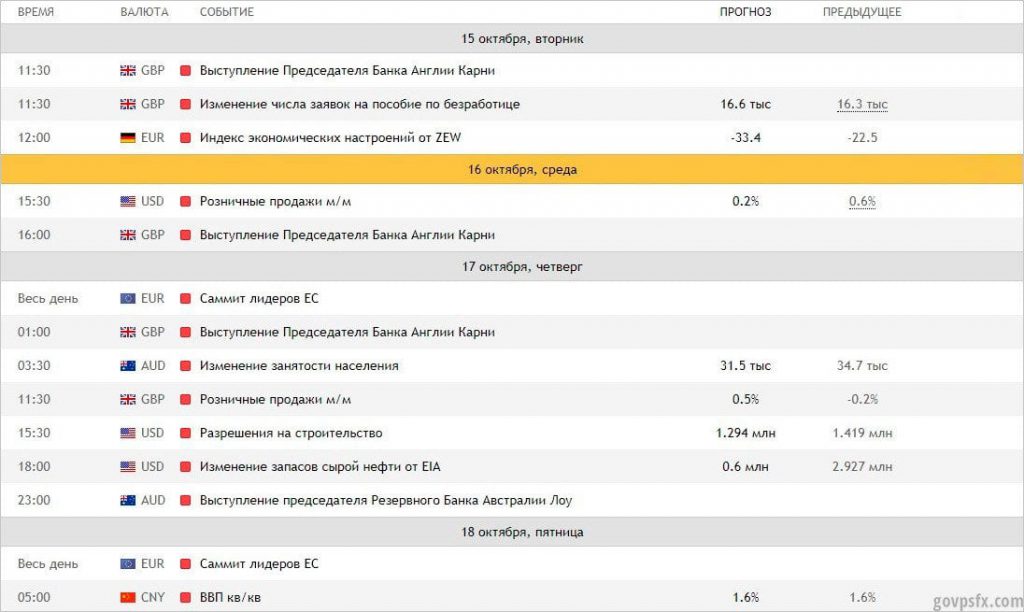 ВРЕМЯ ВАЛЮТА СОБЫТИЕ ПРОГНОЗ ПРЕДЫДУЩЕЕ
15 октября, вторник
11:30 GBP Выступление Председателя Банка Англии Карни
11:30 GBP Изменение числа заявок на пособие по безработице 16.6 тыс 16.3 тыс
12:00 EUR Индекс экономических настроений от ZEW -33.4 -22.5
16 октября, среда
15:30 USD Розничные продажи м/м 0.2% 0.6%
16:00 GBP Выступление Председателя Банка Англии Карни
17 октября, четверг
Весь день EUR Саммит лидеров ЕС
01:00 GBP Выступление Председателя Банка Англии Карни
03:30 AUD Изменение занятости населения 31.5 тыс 34.7 тыс
11:30 GBP Розничные продажи м/м 0.5% -0.2%
15:30 USD Разрешения на строительство 1.294 млн 1.419 млн
18:00 USD Изменение запасов сырой нефти от EIA 0.6 млн 2.927 млн
23:00 AUD Выступление председателя Резервного Банка Австралии Лоу
18 октября, пятница
Весь день EUR Саммит лидеров ЕС
05:00 CNY ВВП кв/кв 1.6% 1.6%
govpsfx.com